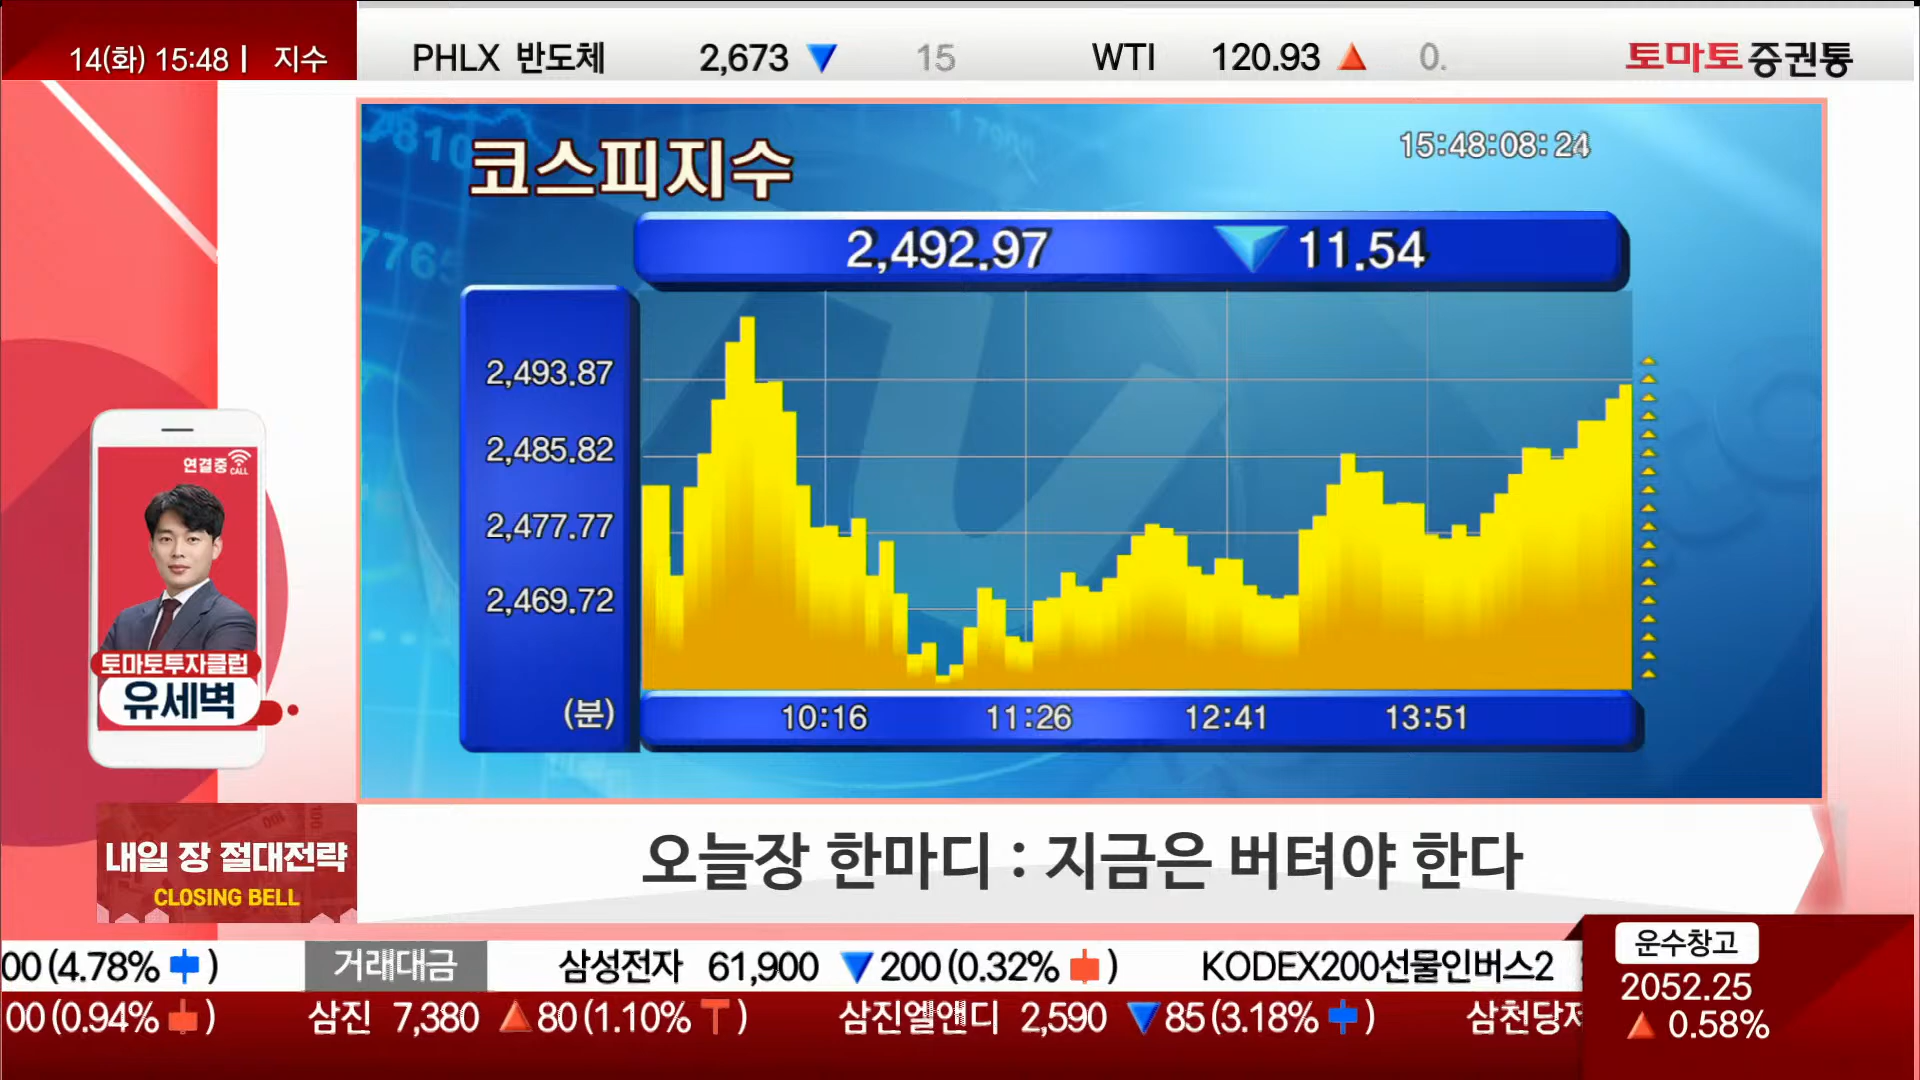 14(화) 15:48 | 지수
PHLX 반도체 2,673 ▼ 15 WTI 120.93 ▲ 0.
토마토증권통
코스피지수
15:48:08:24
2,492.97 ▼ 11.54
2,493.87
2,485.82
2,477.77
2,469.72
(분)
10:16 11:26 12:41 13:51
연결중
CALL
토마토투자클럽
유세벽
내일 장 절대전략
CLOSING BELL
오늘장 한마디 : 지금은 버텨야 한다
00(4.78% ) 거래대금 삼성전자 61,900 ▼200(0.32% ) KODEX200선물인버스2
00(0.94% ) 삼진 7,380 ▲80(1.10% ) 삼진엘앤디 2,590 ▼85(3.18% ) 삼천당제
운수창고
2052.25
▲ 0.58%